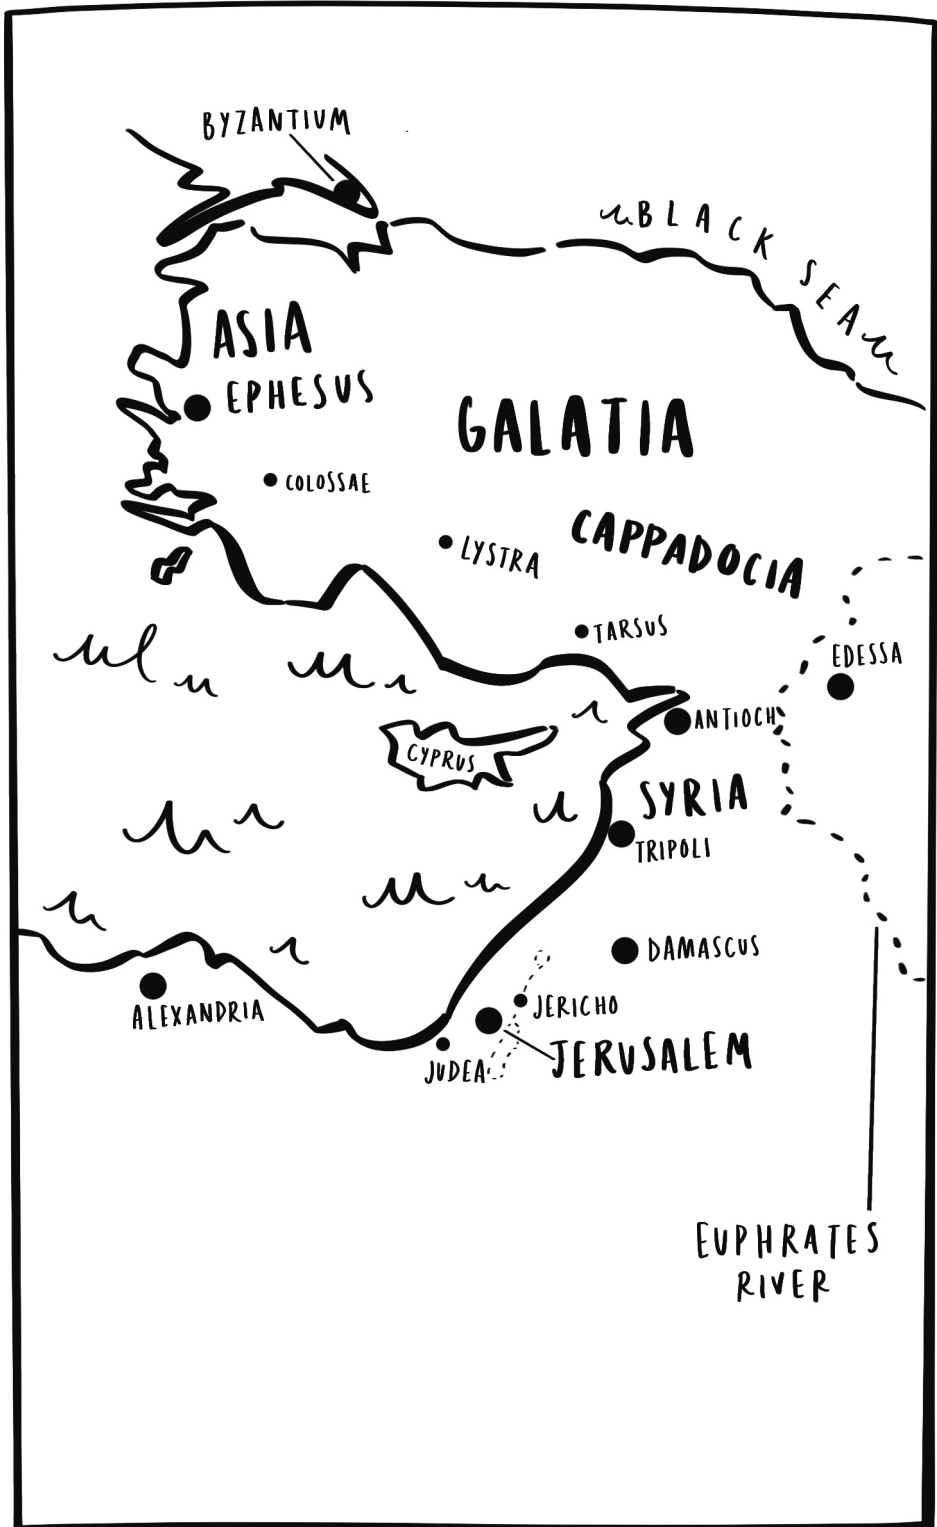 BYZANTIUM
BLACK SEA
ASIA
EPHESUS
GALATIA
COLOSSAE
LYSTRA
CAPPADOCIA
TARSUS
EDESSA
ANTIOCH
CYPRUS
SYRIA
TRIPOLI
DAMASCUS
ALEXANDRIA
JERICHO
JERUSALEM
JUDEA
EUPHRATES
RIVER